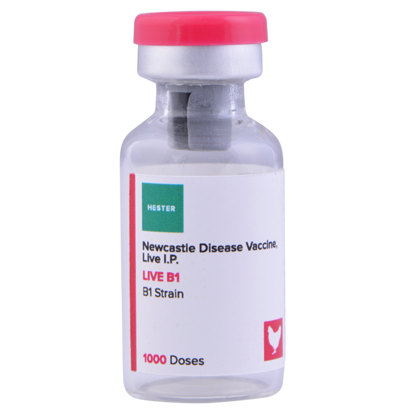 HESTER
Newcastle Disease Vaccine,
Live I.P.
LIVE B1
B1 Strain
1000 Doses